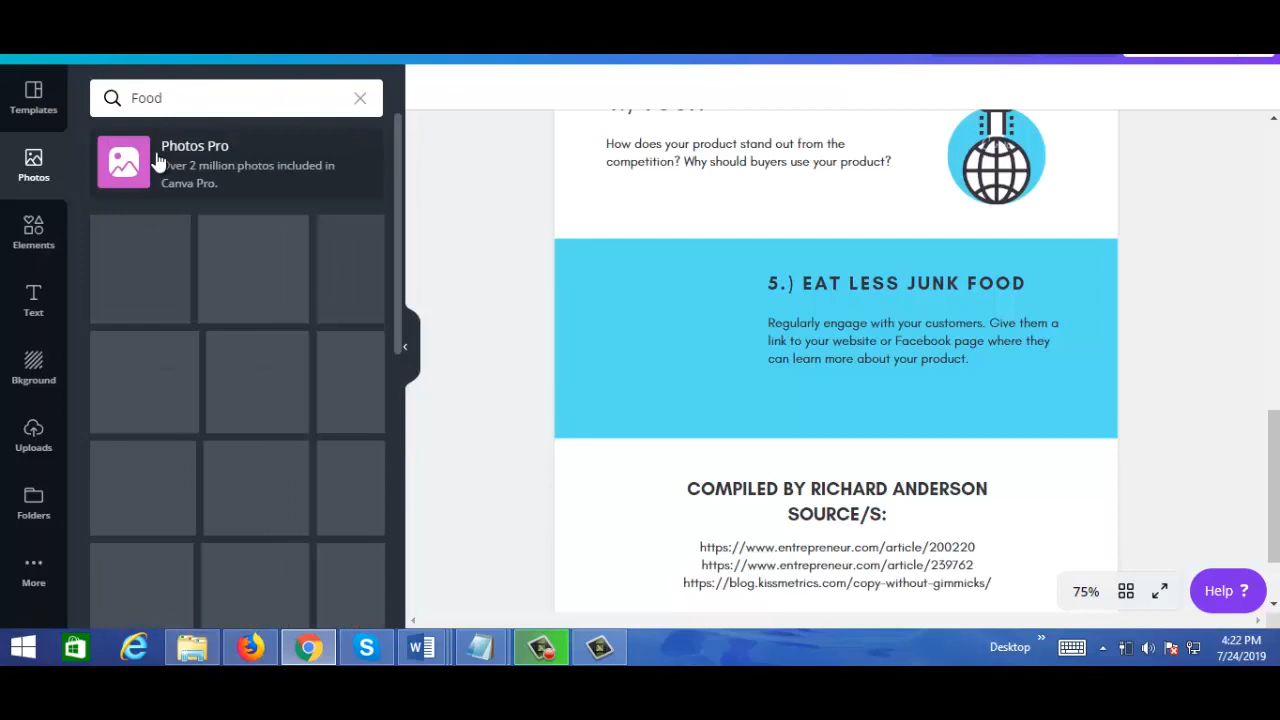 Templates
Photos
Elements
Text
Bkground
Uploads
Folders
More
Food
Photos Pro
Over 2 million photos included in
Canva Pro.
How does your product stand out from the
competition? Why should buyers use your product?
5.) EAT LESS JUNK FOOD
Regularly engage with your customers. Give them a
link to your website or Facebook page where they
can learn more about your product.
COMPILED BY RICHARD ANDERSON
SOURCE/S:
https://www.entrepreneur.com/article/200220
https://www.entrepreneur.com/article/239762
https://blog.kissmetrics.com/copy-without-gimmicks/
75%
Help ?
Desktop
4:22 PM
7/24/2019